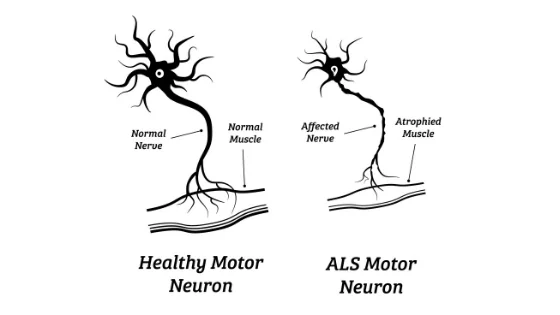 Normal
Nerve
Normal
Muscle
Affected
Nerve
Atrophied
Muscle
Healthy Motor
Neuron
ALS Motor
Neuron